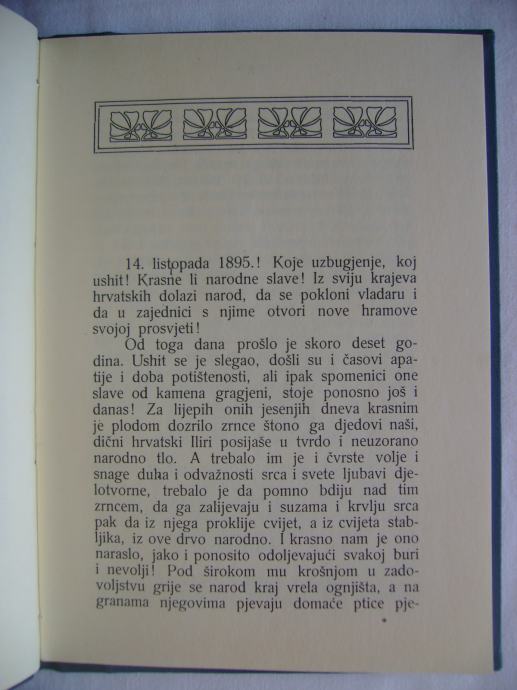 14. listopada 1895.! Koje uzbugjenje, koj
ushit! Krasne li narodne slave! Iz sviju krajeva
hrvatskih dolazi narod, da se pokloni vladaru i
da u zajednici s njime otvori nove hramove
svojoj prosvjeti!
Od toga dana prošlo je skoro deset go-
dina. Ushit se je slegao, došli su i časovi apa-
tije i doba potištenosti, ali ipak spomenici one
slave od kamena gragjeni, stoje ponosno još i
danas! Za lijepih onih jesenjih dneva krasnim
je plodom dozrilo zrnce štono ga djedovi naši,
dični hrvatski Iliri posijaše u tvrdo i neuzorano
narodno tlo. A trebalo im je i čvrste volje i
snage duha i odvažnosti srca i svete ljubavi dje-
lotvorne, trebalo je da pomno bdiju nad tim
zrncem, da ga zalijevaju i suzama i krvlju srca
pak da iz njega proklije cvijet, a iz cvijeta stab-
ljika, iz ove drvo narodno. I krasno nam je ono
naraslo, jako i ponosito odoljevajući svakoj buri
i nevolji! Pod širokom mu krošnjom u zado-
voljstvu grije se narod kraj vrela ognjišta, a na
granama njegovima pjevaju domaće ptice pje-
*